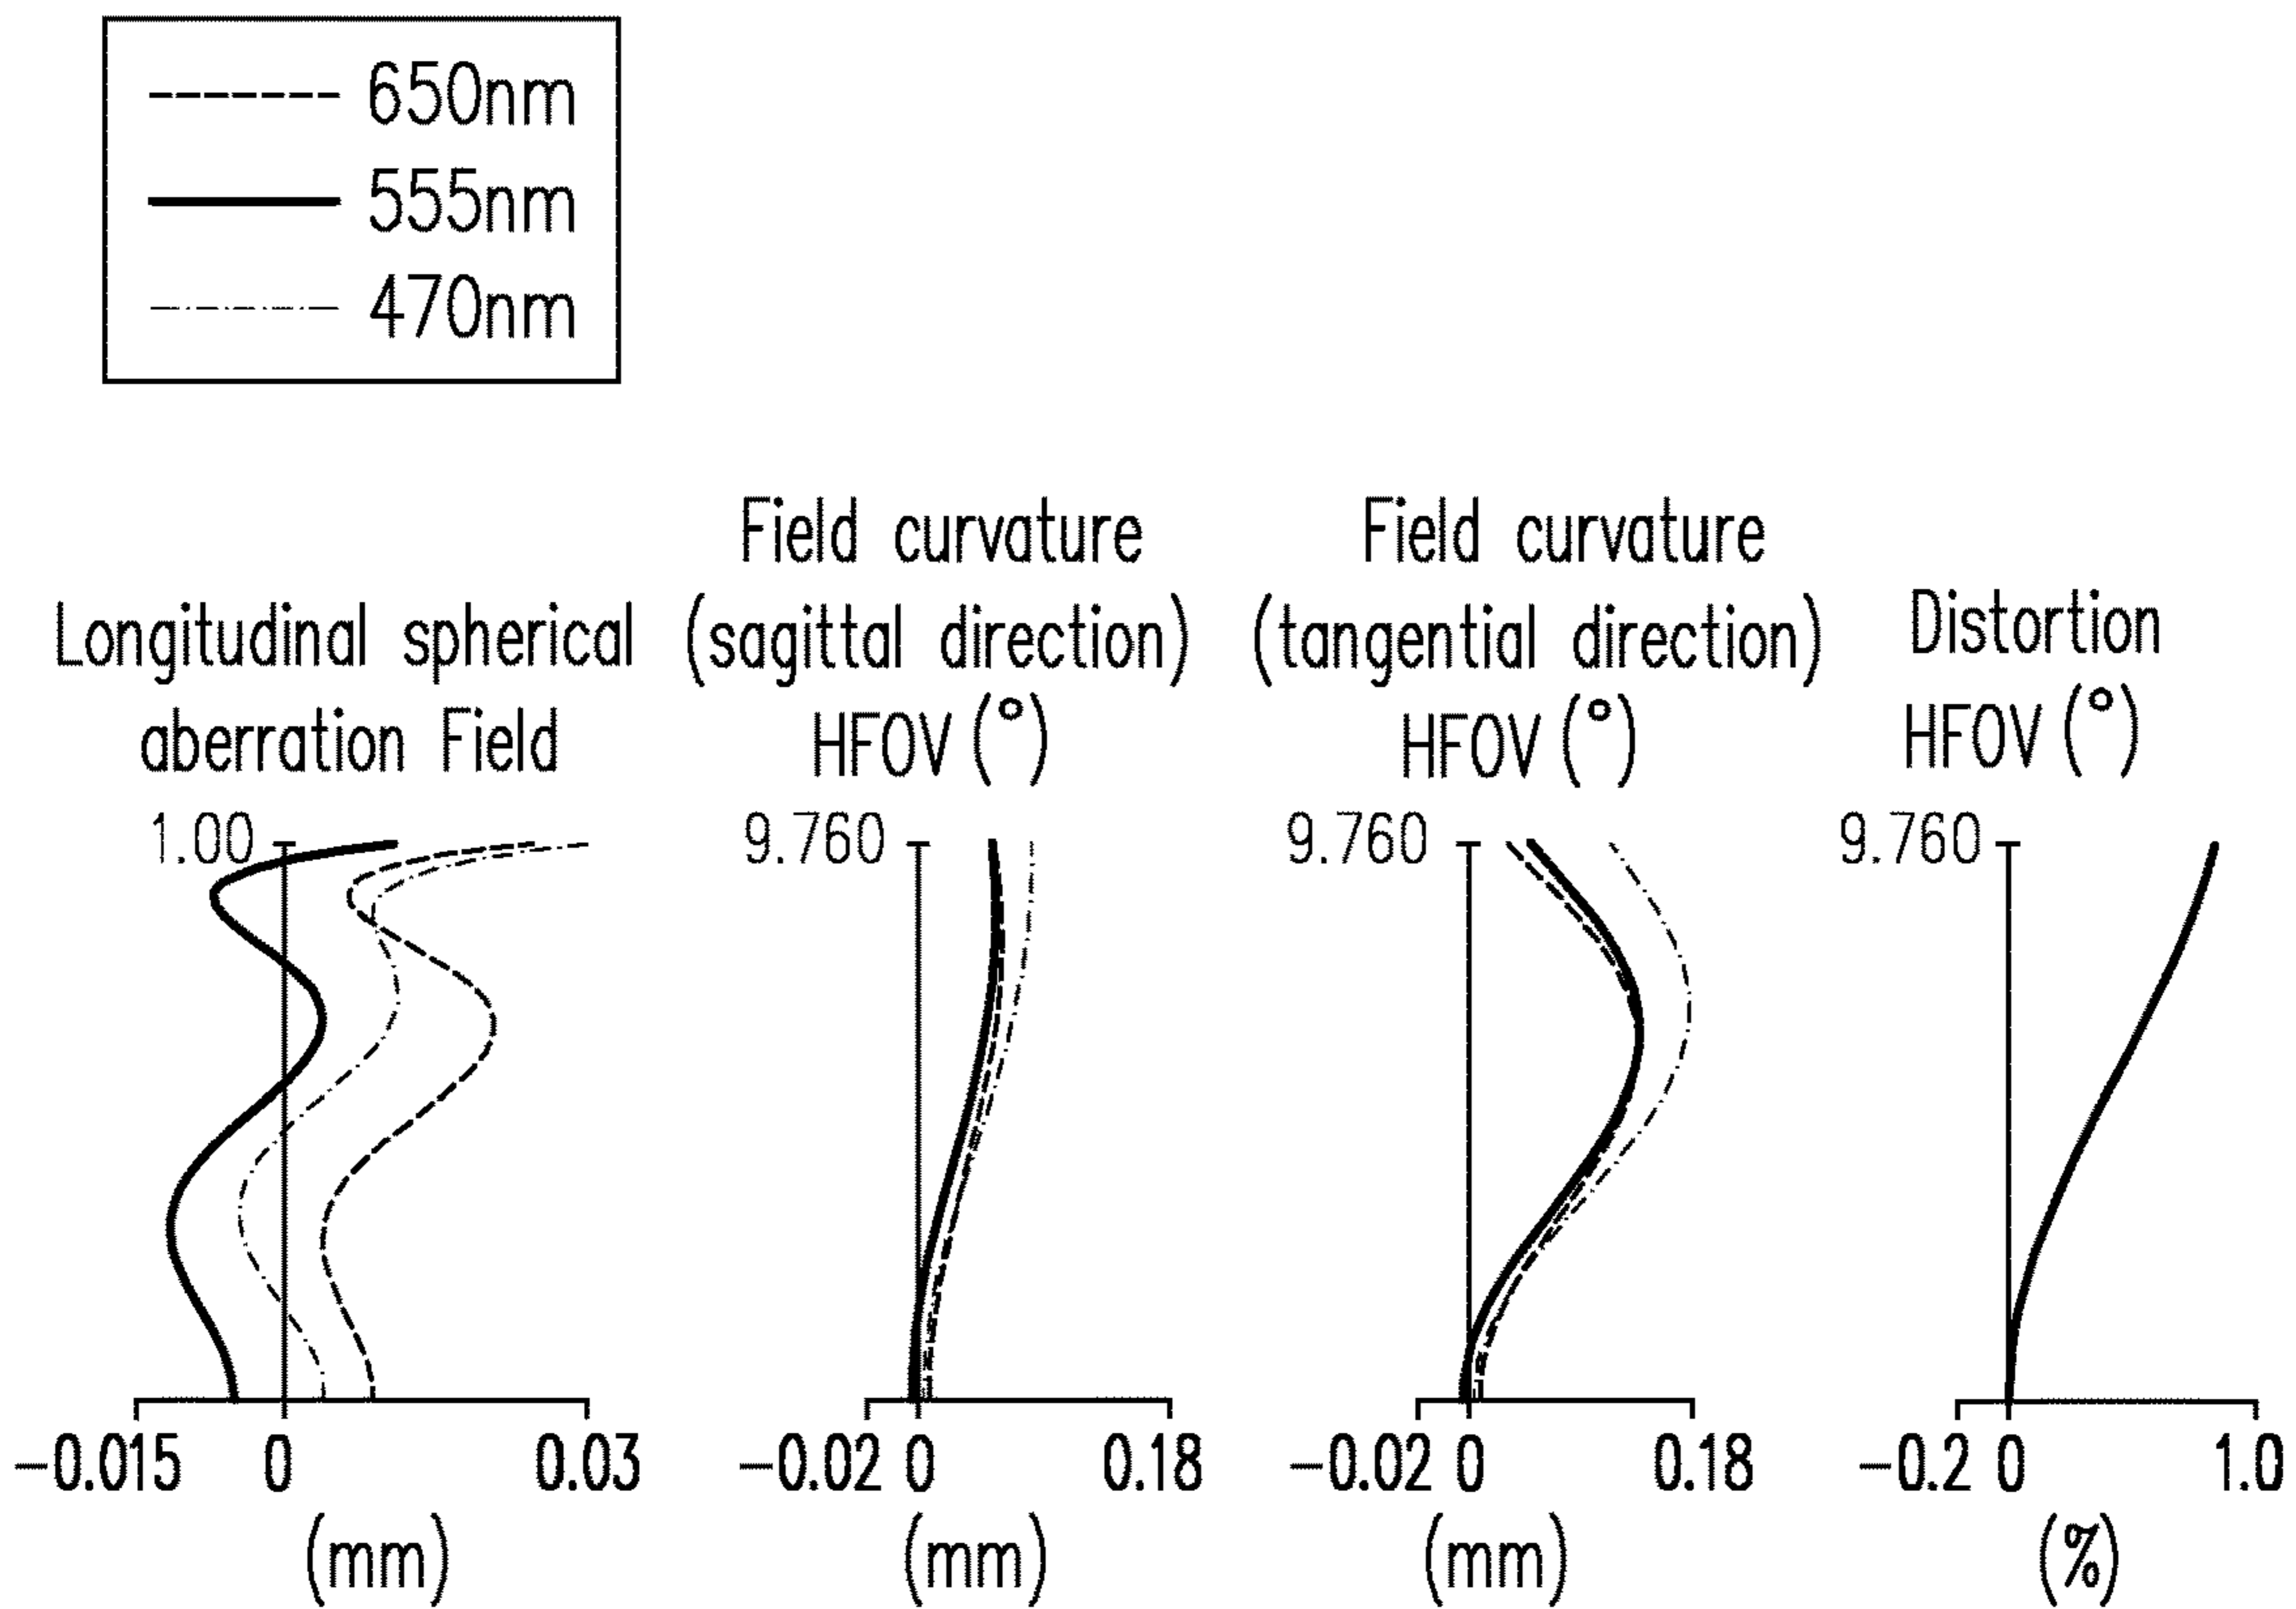 650nm
555nm
470nm
Longitudinal spherical
aberration Field
1.00
-0.015 0 0.03
(mm)
Field curvature
(sagittal direction)
HFOV (°)
9.760
-0.02 0 0.18
(mm)
Field curvature
(tangential direction)
HFOV (°)
9.760
-0.02 0 0.18
(mm)
Distortion
HFOV (°)
9.760
-0.2 0 1.0
(%)